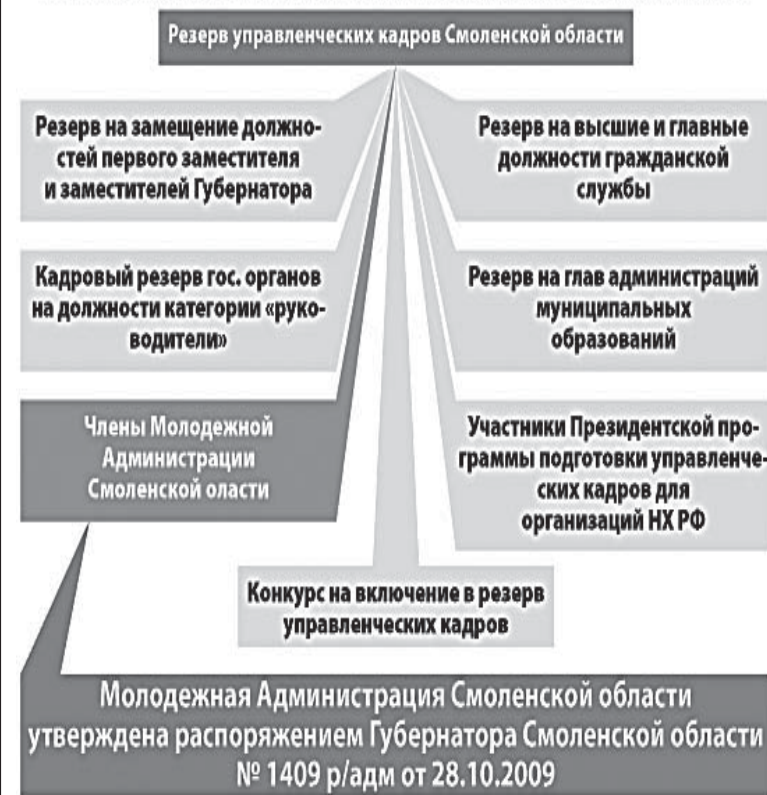 Резерв управленческих кадров Смоленской области
Резерв на замещение должно-
стей первого заместителя
и заместителей Губернатора
Резерв на высшие и главные
должности гражданской
службы
Кадровый резерв гос. органов
на должности категории «руко-
водители»
Резерв на глав администраций
муниципальных
образований
Члены Молодежной
Администрации
Смоленской оласти
Участники Президентской про-
граммы подготовки управленче-
ских кадров для
организаций НХ РФ
Конкурс на включение в резерв
управленческих кадров
Молодежная Администрация Смоленской области
утверждена распоряжением Губернатора Смоленской области
№ 1409 р/адм от 28.10.2009